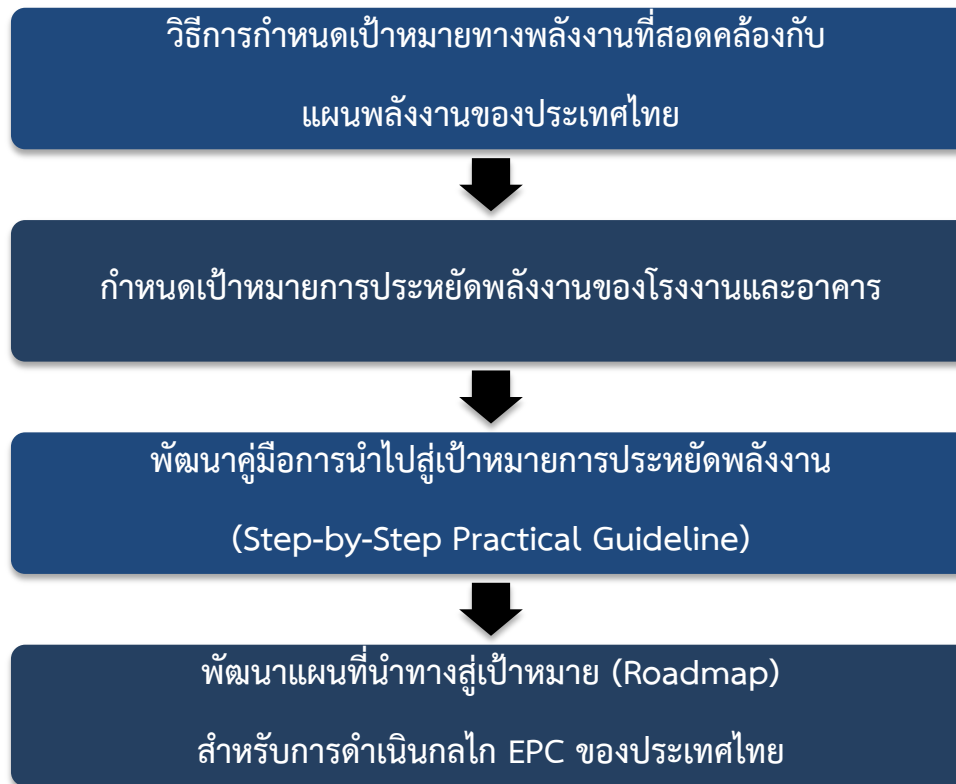 วิธีการกำหนดเป้าหมายทางพลังงานที่สอดคล้องกับ
แผนพลังงานของประเทศไทย
กำหนดเป้าหมายการประหยัดพลังงานของโรงงานและอาคาร
พัฒนาคู่มือการนำไปสู่เป้าหมายการประหยัดพลังงาน
(Step-by-Step Practical Guideline)
พัฒนาแผนที่นำทางสู่เป้าหมาย (Roadmap)
สำหรับการดำเนินกลไก EPC ของประเทศไทย